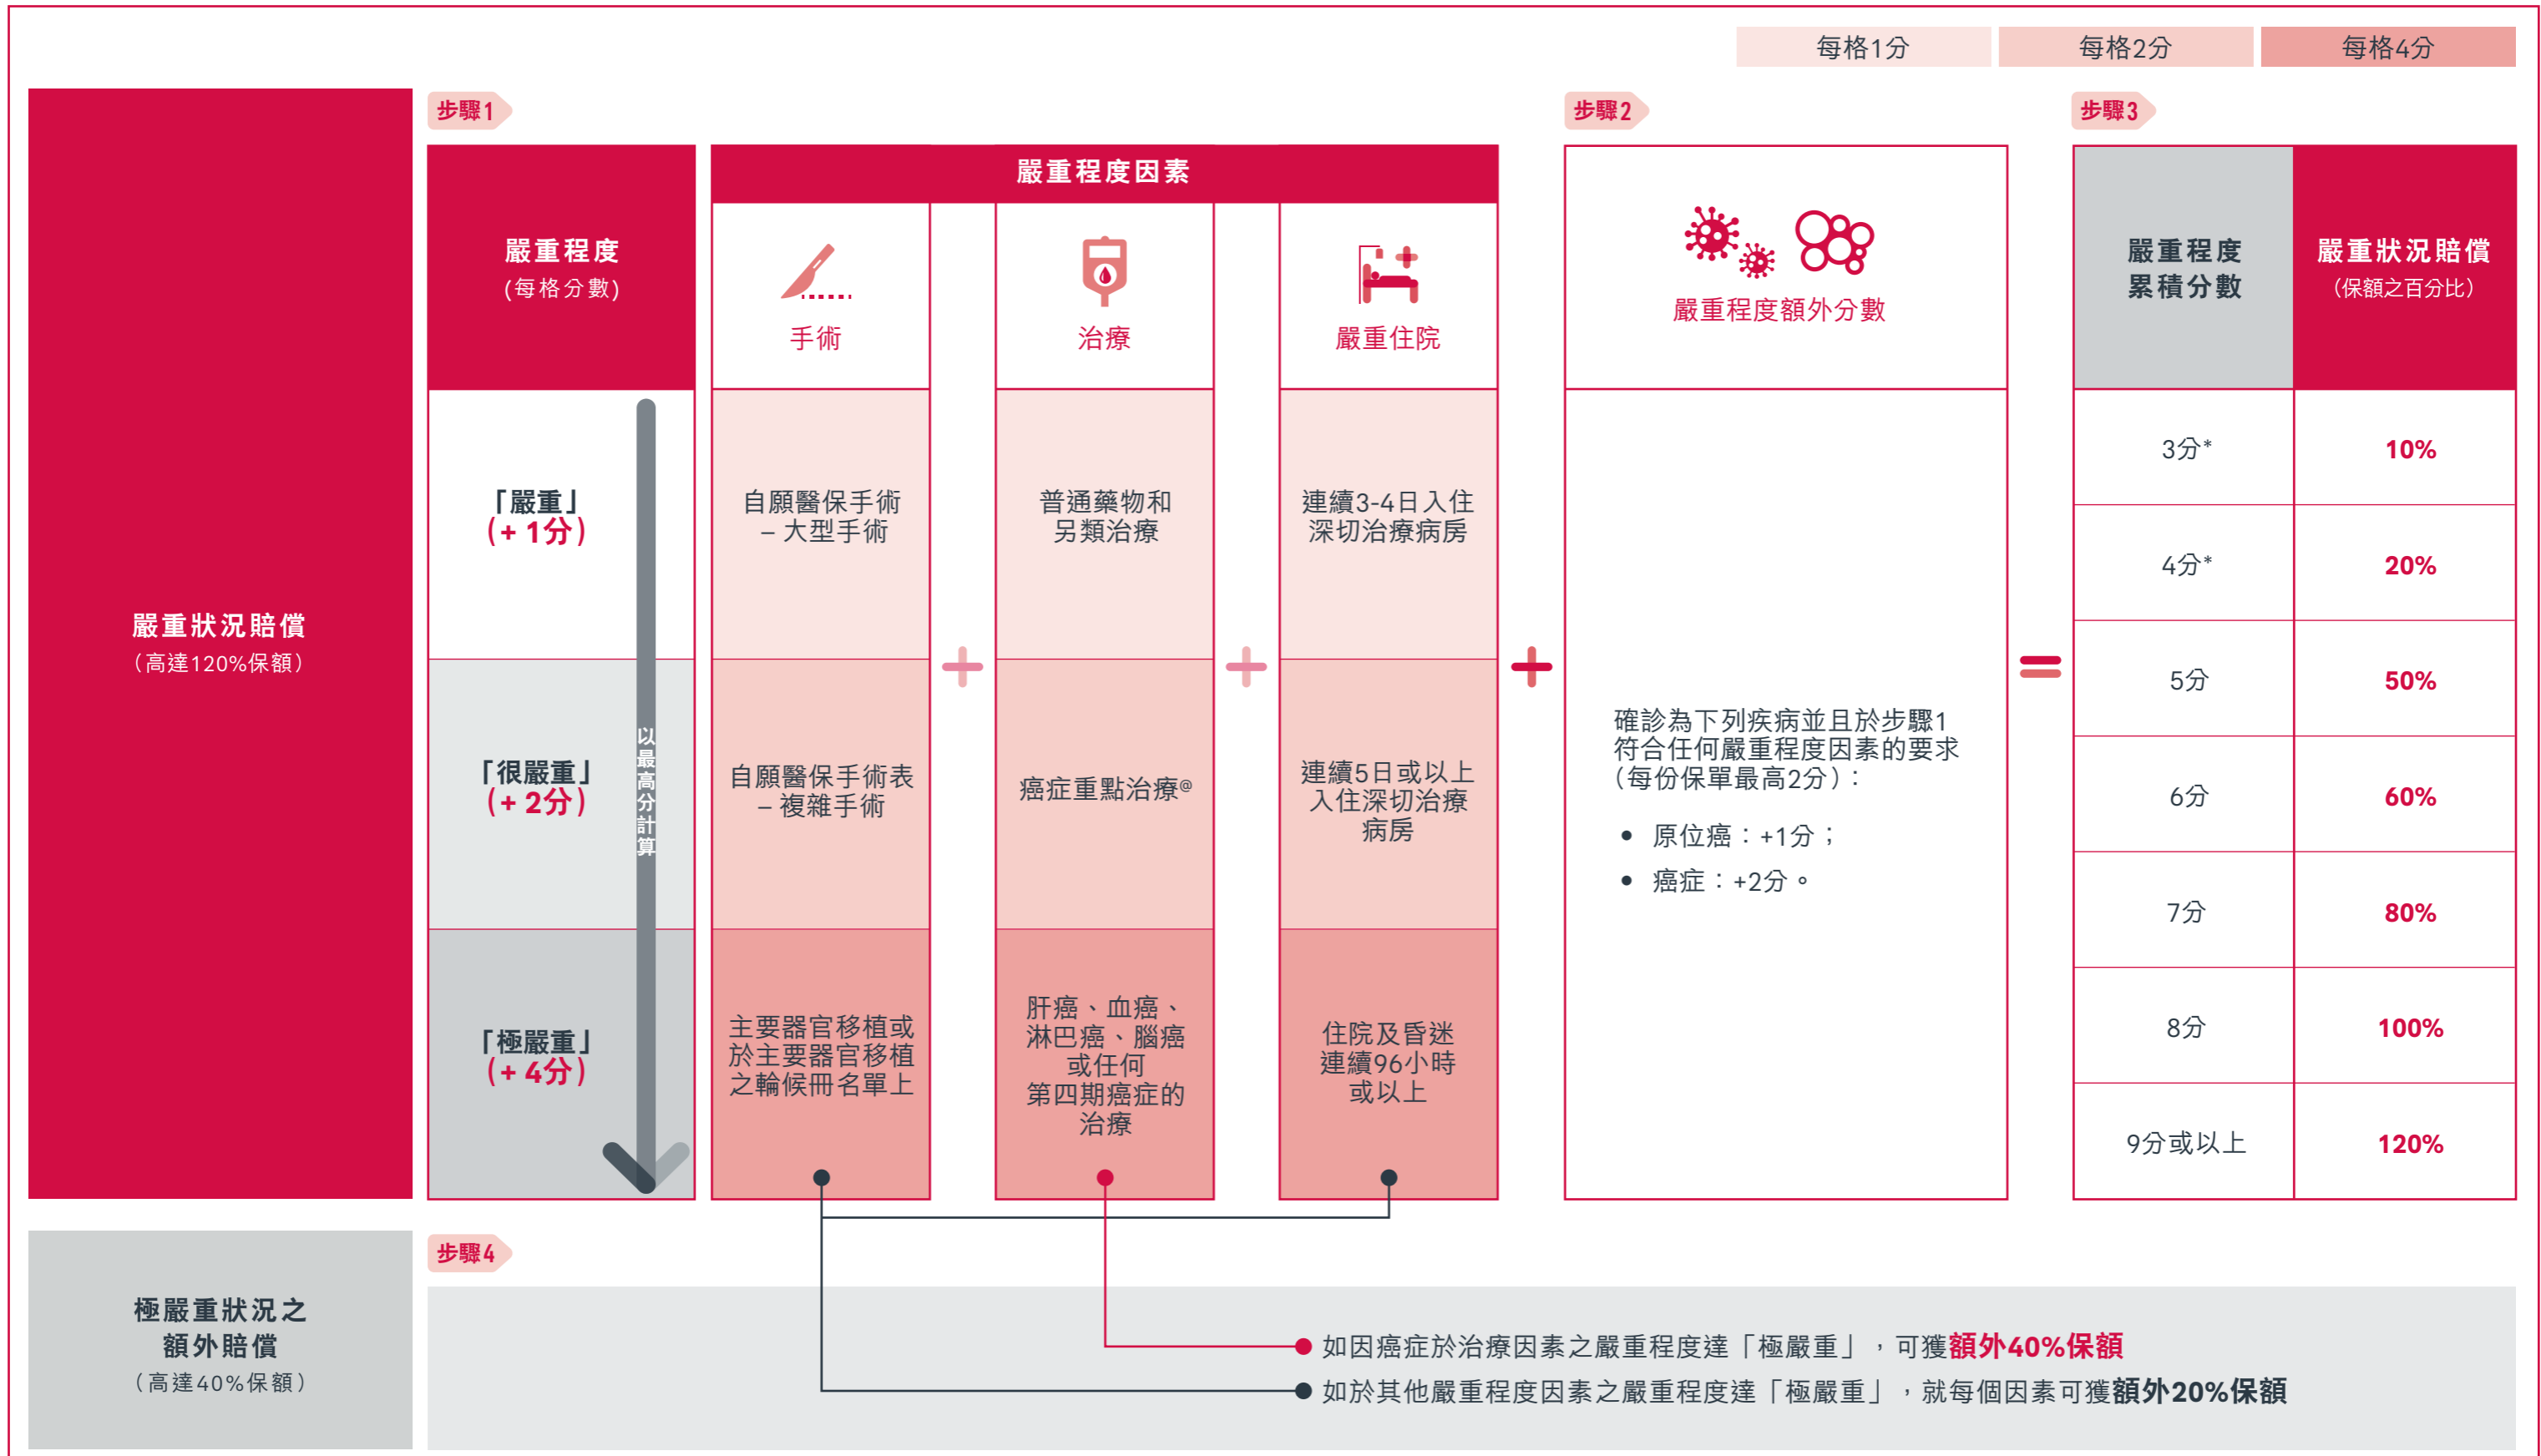 每格1分
每格2分
每格4分
嚴重狀況賠償
（高達120%保額）
步驟1
嚴重程度
(每格分數)
嚴重程度因素
手術
治療
嚴重住院
「嚴重」
(+ 1分)
自願醫保手術
– 大型手術
普通藥物和
另類治療
連續3-4日入住
深切治療病房
「很嚴重」
(+ 2分)
自願醫保手術表
– 複雜手術
癌症重點治療@
連續5日或以上
入住深切治療
病房
「極嚴重」
(+ 4分)
主要器官移植或
於主要器官移植
之輪候冊名單上
肝癌、血癌、
淋巴癌、腦癌
或任何
第四期癌症的
治療
住院及昏迷
連續96小時
或以上
以最高分計算
+
+
+
步驟2
嚴重程度額外分數
確診為下列疾病並且於步驟1
符合任何嚴重程度因素的要求
（每份保單最高2分）：
• 原位癌：+1分；
• 癌症：+2分。
=
步驟3
嚴重程度
累積分數
嚴重狀況賠償
（保額之百分比）
3分* 10%
4分* 20%
5分 50%
6分 60%
7分 80%
8分 100%
9分或以上 120%
極嚴重狀況之
額外賠償
（高達40%保額）
步驟4
如因癌症於治療因素之嚴重程度達「極嚴重」，可獲額外40%保額
如於其他嚴重程度因素之嚴重程度達「極嚴重」，就每個因素可獲額外20%保額